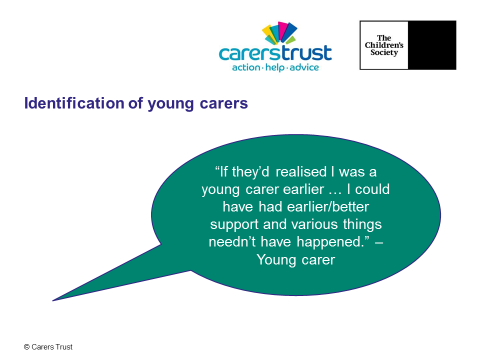 carerstrust
action·help·advice
The
Children's
Society
Identification of young carers
“If they’d realised I was a
young carer earlier … I could
have had earlier/better
support and various things
needn’t have happened.” –
Young carer
© Carers Trust